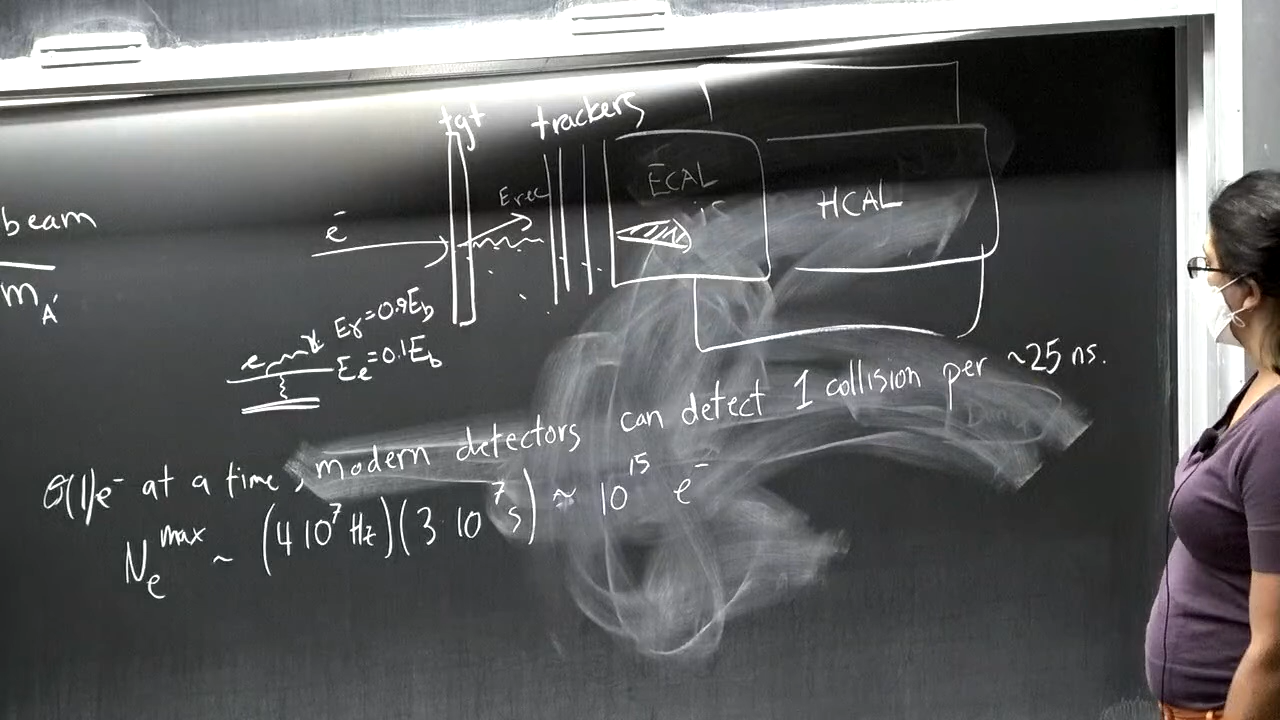 tgt trackers
beam
m_A'
e⁻
E_rec
ECAL
HCAL
E_γ=0.9E_b
E_e=0.1E_b
O(1)e⁻ at a time, modern detectors can detect 1 collision per ~25 ns.
N_e^max ~ (4 10⁷ Hz)(3 10⁷ s) ≈ 10¹⁵ e⁻